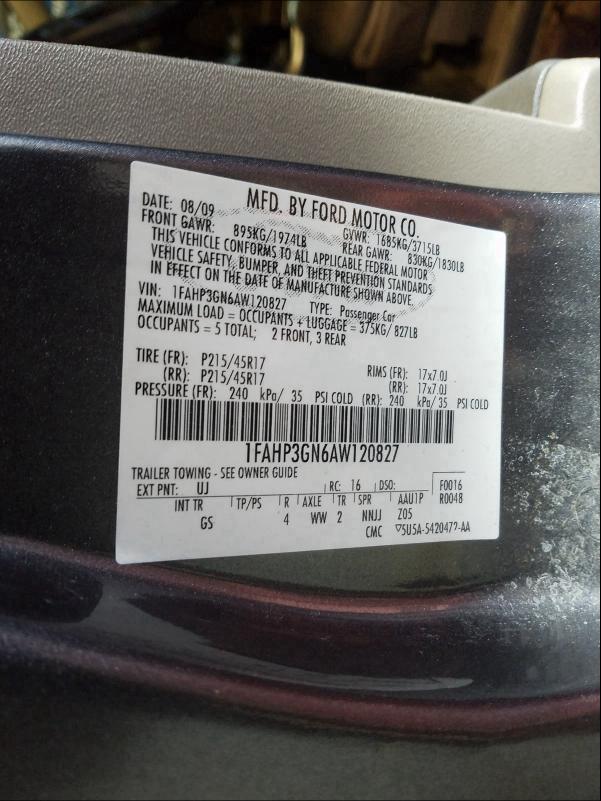 MFD. BY FORD MOTOR CO.
DATE: 08/09 GVWR: 1685KG/3715LB
FRONT GAWR: 895KG/1974LB REAR GAWR: 830KG/1830LB
THIS VEHICLE CONFORMS TO ALL APPLICABLE FEDERAL MOTOR
VEHICLE SAFETY, BUMPER, AND THEFT PREVENTION STANDARDS
IN EFFECT ON THE DATE OF MANUFACTURE SHOWN ABOVE.
VIN: 1FAHP3GN6AW120827 TYPE: Passenger Car
MAXIMUM LOAD = OCCUPANTS + LUGGAGE = 375KG/ 827LB
OCCUPANTS = 5 TOTAL; 2 FRONT, 3 REAR
TIRE (FR): P215/45R17 RIMS (FR): 17x7.0J
(RR): P215/45R17 (RR): 17x7.0J
PRESSURE (FR): 240 kPa/ 35 PSI COLD (RR): 240 kPa/ 35 PSI COLD
1FAHP3GN6AW120827
TRAILER TOWING - SEE OWNER GUIDE
EXT PNT: UJ RC: 16 DSO: F0016
R0048
INT TR TP/PS R AXLE TR SPR AAU1P
GS 4 WW 2 NNJJ Z05
CMC ▽5U5A-5420472-AA